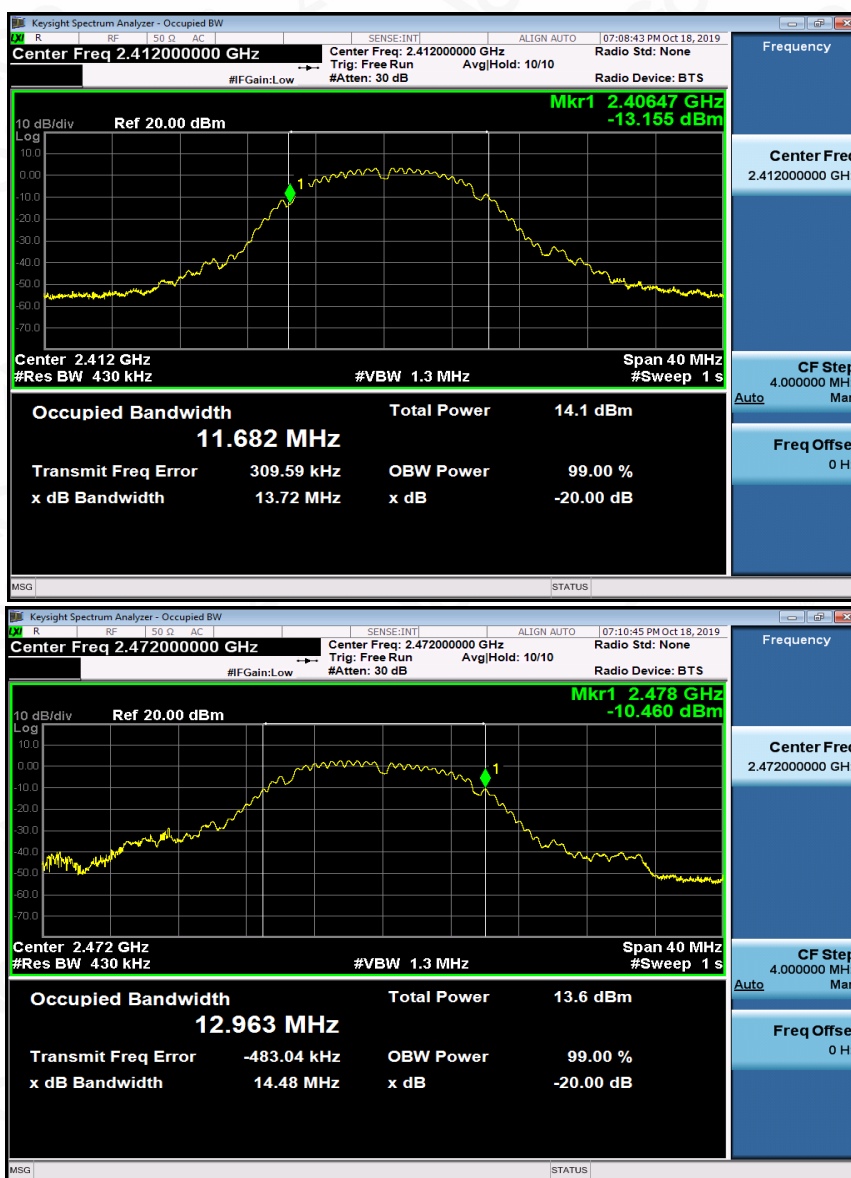 Keysight Spectrum Analyzer - Occupied BW
LXI R RF 50 Ω AC SENSE:INT ALIGN AUTO 07:08:43 PM Oct 18, 2019
Center Freq 2.412000000 GHz Center Freq: 2.412000000 GHz Radio Std: None Frequency
Trig: Free Run Avg|Hold: 10/10
#IFGain:Low #Atten: 30 dB Radio Device: BTS
Mkr1 2.40647 GHz
10 dB/div Ref 20.00 dBm -13.155 dBm
Log
10.0
0.00
-10.0
-20.0
-30.0
-40.0
-50.0
-60.0
-70.0
1
Center 2.412 GHz Span 40 MHz
#Res BW 430 kHz #VBW 1.3 MHz #Sweep 1 s
Center Fre
2.412000000 GH
CF Ste
4.000000 MH
Auto Ma
Freq Offse
0 H
Occupied Bandwidth Total Power 14.1 dBm
11.682 MHz
Transmit Freq Error 309.59 kHz OBW Power 99.00 %
x dB Bandwidth 13.72 MHz x dB -20.00 dB
MSG STATUS
Keysight Spectrum Analyzer - Occupied BW
LXI R RF 50 Ω AC SENSE:INT ALIGN AUTO 07:10:45 PM Oct 18, 2019
Center Freq 2.472000000 GHz Center Freq: 2.472000000 GHz Radio Std: None Frequency
Trig: Free Run Avg|Hold: 10/10
#IFGain:Low #Atten: 30 dB Radio Device: BTS
Mkr1 2.478 GHz
10 dB/div Ref 20.00 dBm -10.460 dBm
Log
10.0
0.00
-10.0
-20.0
-30.0
-40.0
-50.0
-60.0
-70.0
1
Center 2.472 GHz Span 40 MHz
#Res BW 430 kHz #VBW 1.3 MHz #Sweep 1 s
Center Fre
2.472000000 GH
CF Ste
4.000000 MH
Auto Ma
Freq Offse
0 H
Occupied Bandwidth Total Power 13.6 dBm
12.963 MHz
Transmit Freq Error -483.04 kHz OBW Power 99.00 %
x dB Bandwidth 14.48 MHz x dB -20.00 dB
MSG STATUS